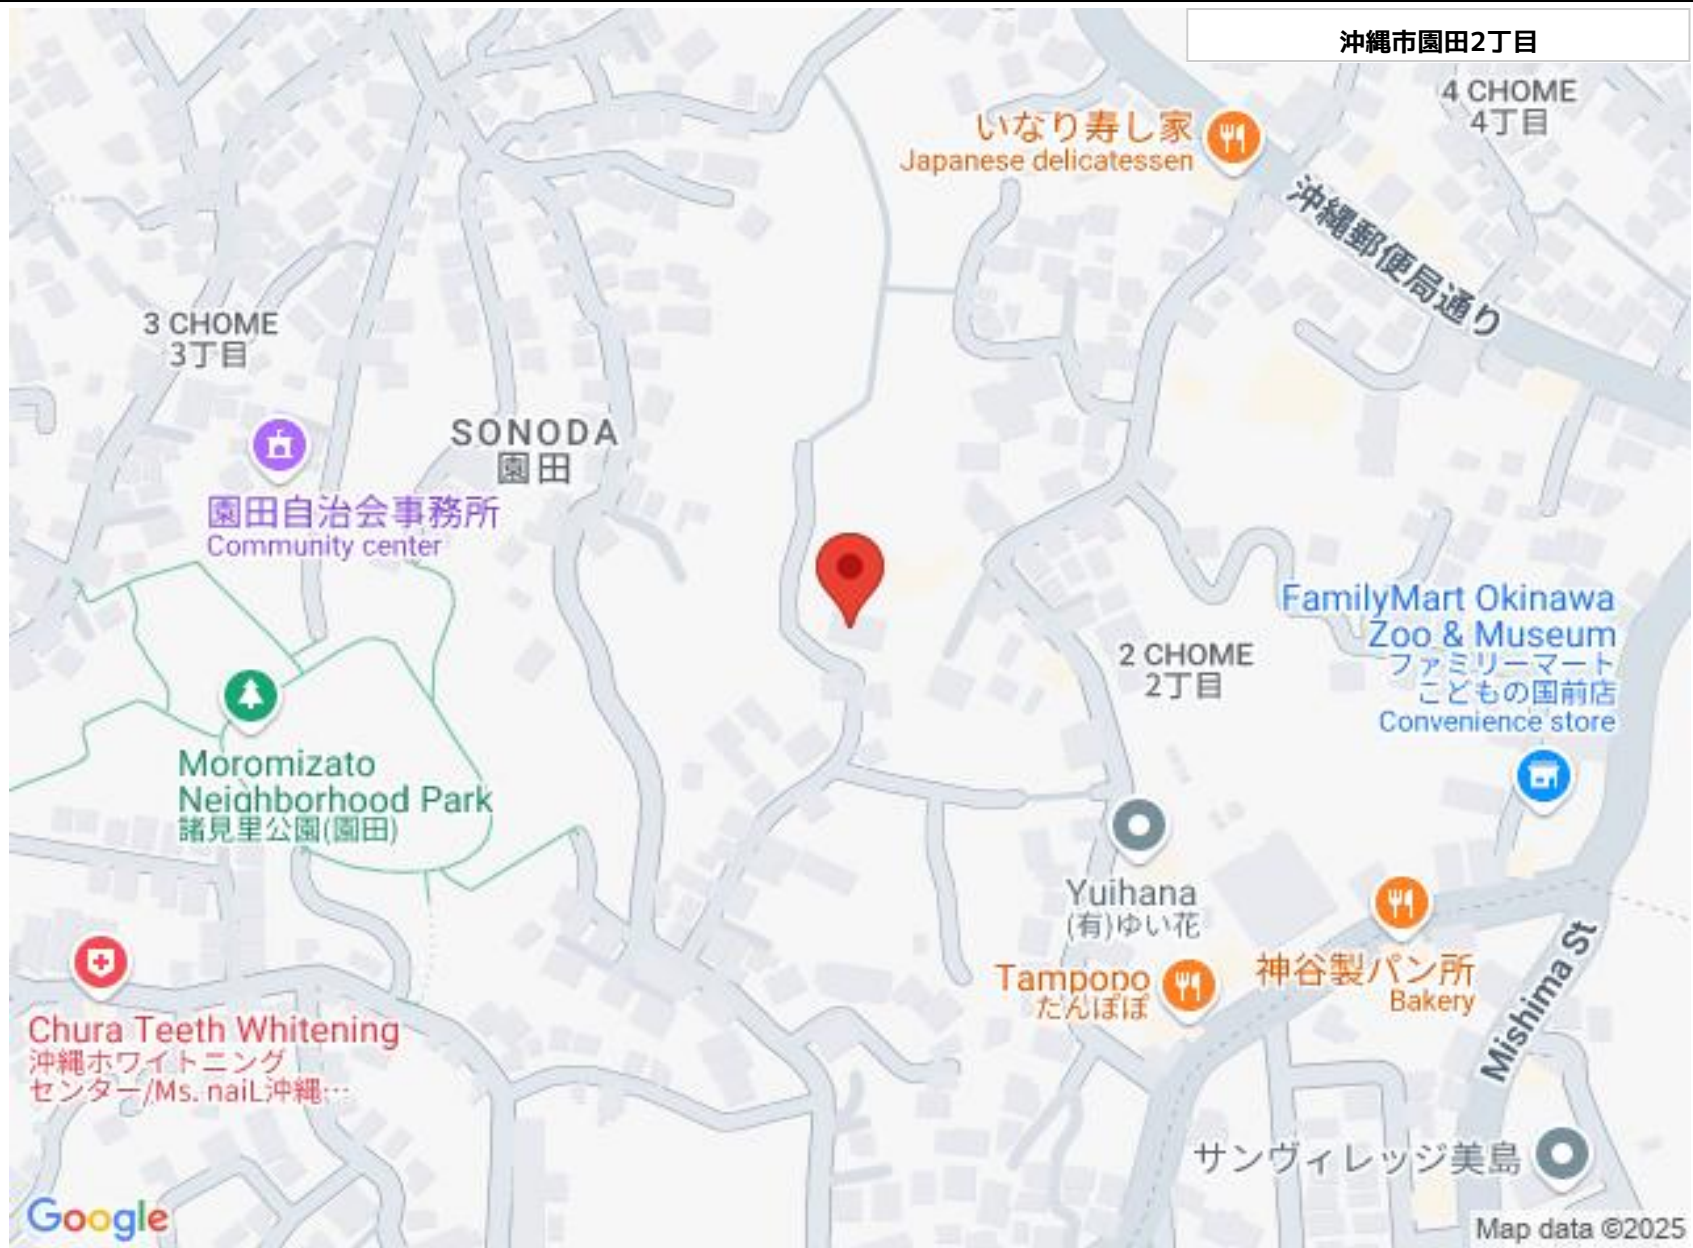 沖縄市園田2丁目
4 CHOME
4丁目
いなり寿し家
Japanese delicatessen
沖縄郵便局通り
3 CHOME
3丁目
SONODA
園田
園田自治会事務所
Community center
FamilyMart Okinawa
Zoo & Museum
ファミリーマート
こどもの国前店
Convenience store
2 CHOME
2丁目
Moromizato
Neighborhood Park
諸見里公園(園田)
Yuihana
(有)ゆい花
神谷製パン所
Bakery
Tampopo
たんぽぽ
Mishima St
Chura Teeth Whitening
沖縄ホワイトニング
センター/Ms. naiL沖縄…
サンヴィレッジ美島
Google
Map data ©2025